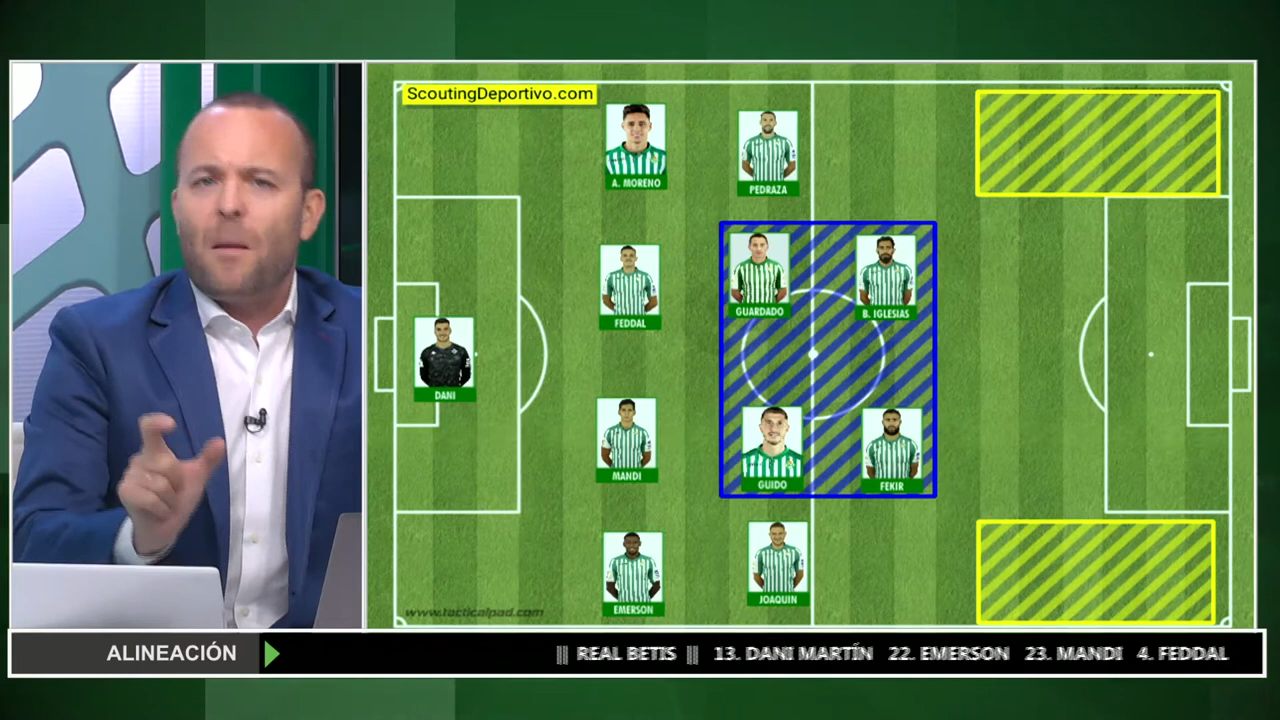 ScoutingDeportivo.com
A. MORENO
PEDRAZA
GUARDADO
B. IGLESIAS
FEDDAL
DANI
MANDI
GUIDO
FEKIR
EMERSON
JOAQUIN
www.tacticalpad.com
ALINEACIÓN
REAL BETIS 13. DANI MARTÍN 22. EMERSON 23. MANDI 4. FEDDAL